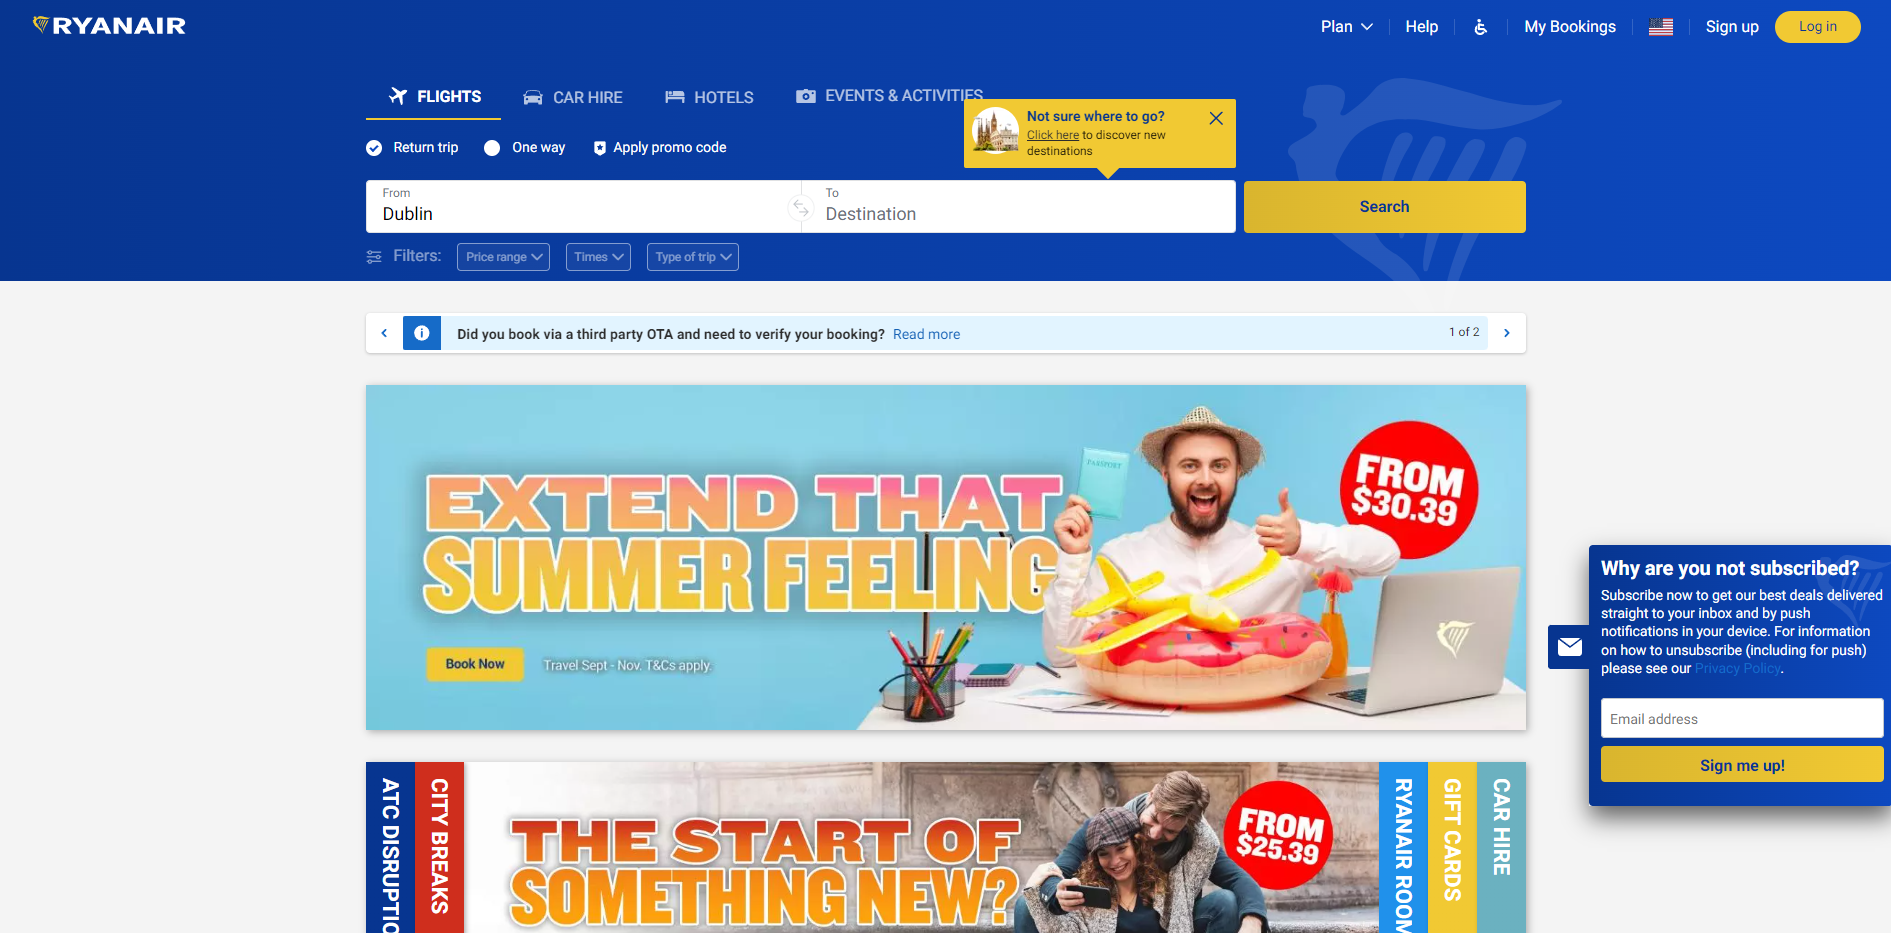 RYANAIR
Plan
Help
My Bookings
Sign up
Log in
FLIGHTS
CAR HIRE
HOTELS
EVENTS & ACTIVITIES
Not sure where to go?
Click here to discover new
destinations
Return trip
One way
Apply promo code
From
Dublin
To
Destination
Search
Filters:
Price range
Times
Type of trip
Did you book via a third party OTA and need to verify your booking? Read more
1 of 2
EXTEND THAT
SUMMER FEELING
PASSPORT
FROM
$30.39
Book Now
Travel Sept - Nov. T&Cs apply.
Why are you not subscribed?
Subscribe now to get our best deals delivered
straight to your inbox and by push
notifications in your device. For information
on how to unsubscribe (including for push)
please see our Privacy Policy.
Email address
Sign me up!
ATC DISRUPTIO
CITY BREAKS
THE START OF
SOMETHING NEW?
FROM
$25.39
RYANAIR ROOM
GIFT CARDS
CAR HIRE